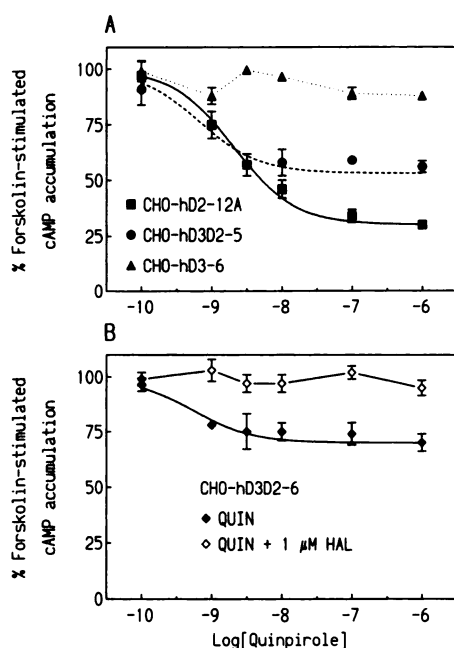 A
% Forskolin-stimulated
cAMP accumulation
100
75
50
25
0
■ CHO-hD2-12A
● CHO-hD3D2-5
▲ CHO-hD3-6
-10 -9 -8 -7 -6
B
% Forskolin-stimulated
cAMP accumulation
100
75
50
25
0
CHO-hD3D2-6
◆ QUIN
◇ QUIN + 1 μM HAL
-10 -9 -8 -7 -6
Log[Quinpirole]